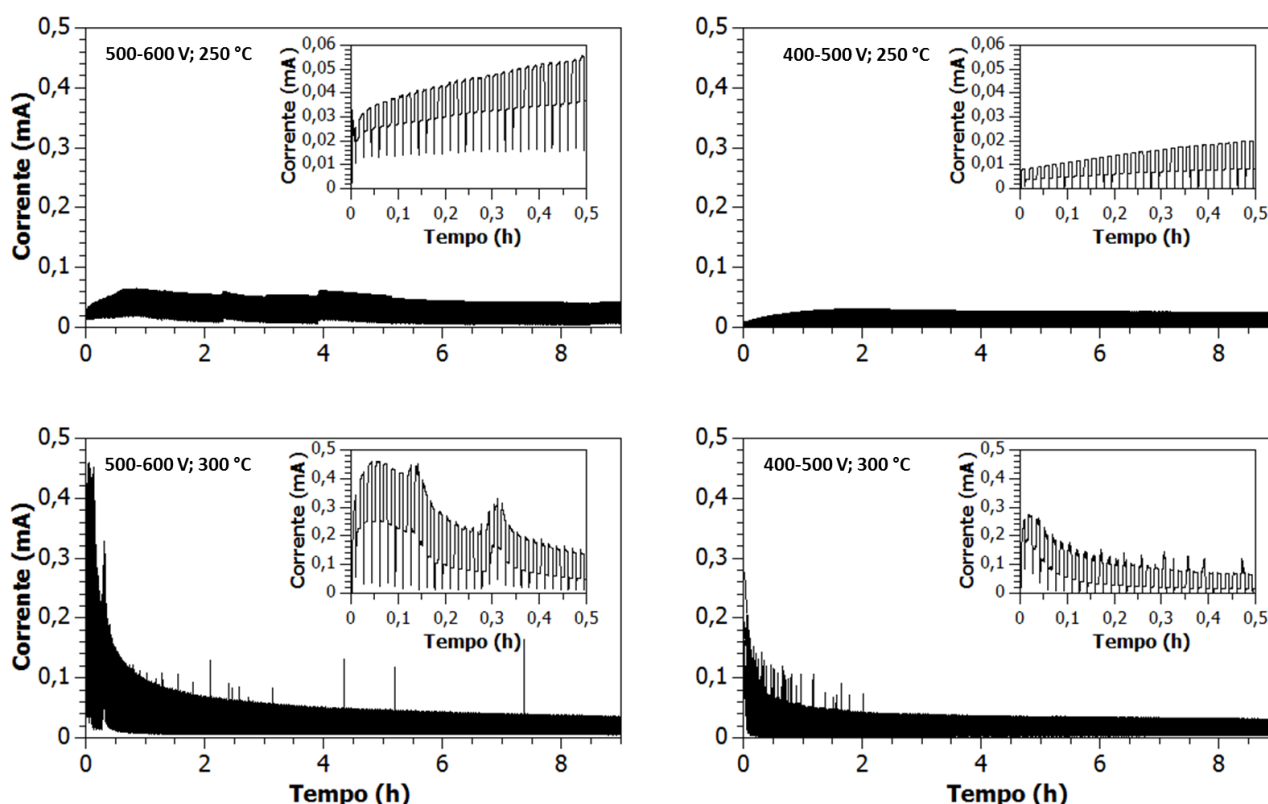 500-600 V; 250 °C
Corrente (mA)
0,5
0,4
0,3
0,2
0,1
0
0 2 4 6 8
Corrente (mA)
0,06
0,05
0,04
0,03
0,02
0,01
0
0 0,1 0,2 0,3 0,4 0,5
Tempo (h)
400-500 V; 250 °C
0,5
0,4
0,3
0,2
0,1
0
0 2 4 6 8
Corrente (mA)
0,06
0,05
0,04
0,03
0,02
0,01
0
0 0,1 0,2 0,3 0,4 0,5
Tempo (h)
500-600 V; 300 °C
Corrente (mA)
0,5
0,4
0,3
0,2
0,1
0
0 2 4 6 8
Tempo (h)
Corrente (mA)
0,5
0,4
0,3
0,2
0,1
0
0 0,1 0,2 0,3 0,4 0,5
Tempo (h)
400-500 V; 300 °C
0,5
0,4
0,3
0,2
0,1
0
0 2 4 6 8
Tempo (h)
Corrente (mA)
0,5
0,4
0,3
0,2
0,1
0
0 0,1 0,2 0,3 0,4 0,5
Tempo (h)